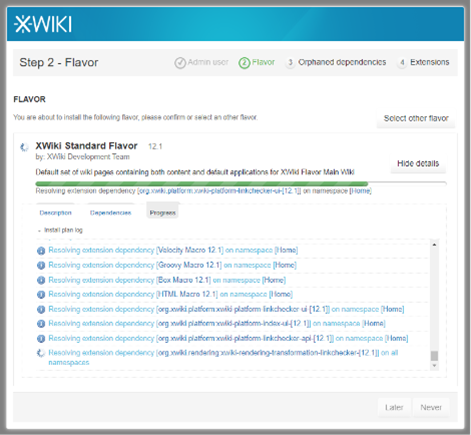 XWIKI
Step 2 - Flavor
Admin user
2 Flavor
3 Orphaned dependencies
4 Extensions
FLAVOR
You are about to install the following flavor, please confirm or select an other flavor.
Select other flavor
XWiki Standard Flavor 12.1
by: XWiki Development Team
Hide details
Default set of wiki pages containing both content and default applications for XWiki Flavor Main Wiki
Resolving extension dependency [org.xwiki.platform:xwiki-platform-linkchecker-ui-[12.1]] on namespace [Home]
Description
Dependencies
Progress
Install plan log
Resolving extension dependency [Velocity Macro 12.1] on namespace [Home]
Resolving extension dependency [Groovy Macro 12.1] on namespace [Home]
Resolving extension dependency [Box Macro 12.1] on namespace [Home]
Resolving extension dependency [HTML Macro 12.1] on namespace [Home]
Resolving extension dependency [org.xwiki.platform:xwiki-platform-linkchecker-ui-[12.1]] on namespace [Home]
Resolving extension dependency [org.xwiki.platform:xwiki-platform-index-ui-[12.1]] on namespace [Home]
Resolving extension dependency [org.xwiki.platform:xwiki-platform-linkchecker-api-[12.1]] on namespace [Home]
Resolving extension dependency [org.xwiki.rendering:xwiki-rendering-transformation-linkchecker-[12.1]] on all
namespaces
Later
Never